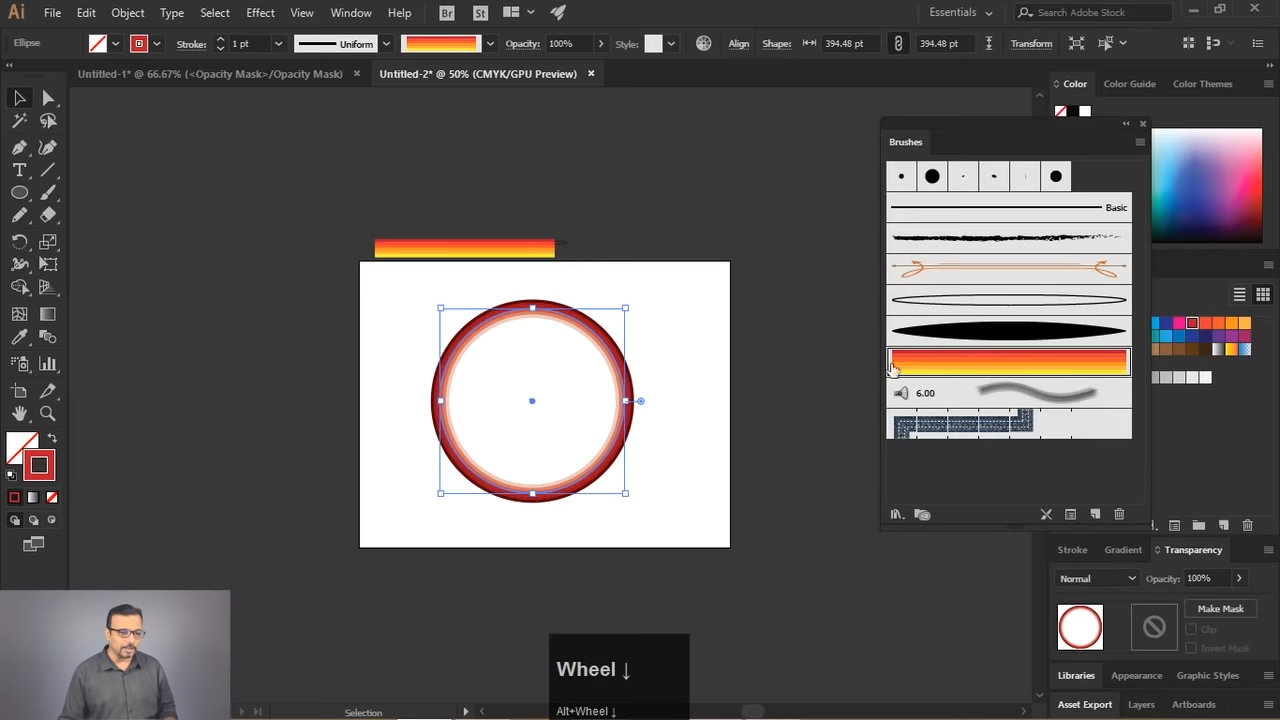 Ai File Edit Object Type Select Effect View Window Help Br St Essentials Search Adobe Stock
Ellipse Stroke: 1 pt Uniform Opacity: 100% Style: Align Shape: 394.48 pt 394.48 pt Transform
Untitled-1* @ 66.67% (<Opacity Mask>/Opacity Mask) × Untitled-2* @ 50% (CMYK/GPU Preview) ×
Color Color Guide Color Themes
Brushes
Basic
6.00
Stroke Gradient Transparency
Normal Opacity: 100%
Make Mask
Clip
Invert Mask
Libraries Appearance Graphic Styles
Asset Export Layers Artboards
Wheel ↓
Alt+Wheel ↓
Selection